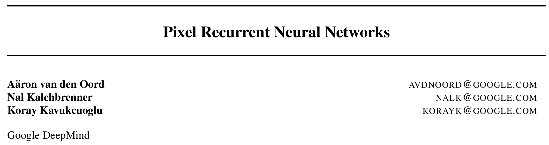 Pixel Recurrent Neural Networks
Aäron van den Oord AVDNOORD@GOOGLE.COM
Nal Kalchbrenner NALK@GOOGLE.COM
Koray Kavukcuoglu KORAYK@GOOGLE.COM
Google DeepMind